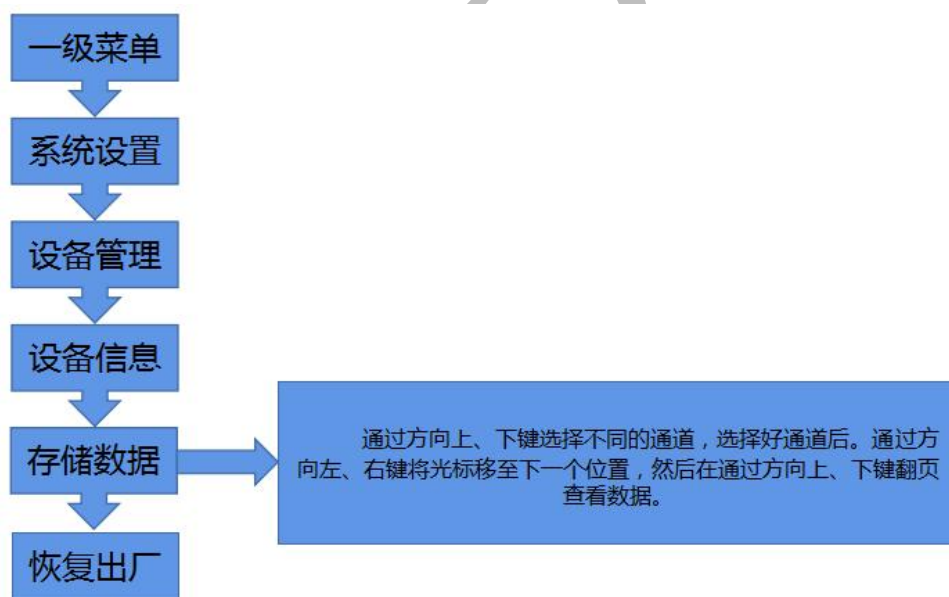 一级菜单
系统设置
设备管理
设备信息
存储数据
通过方向上、下键选择不同的通道，选择好通道后。通过方
向左、右键将光标移至下一个位置，然后在通过方向上、下键翻页
查看数据。
恢复出厂